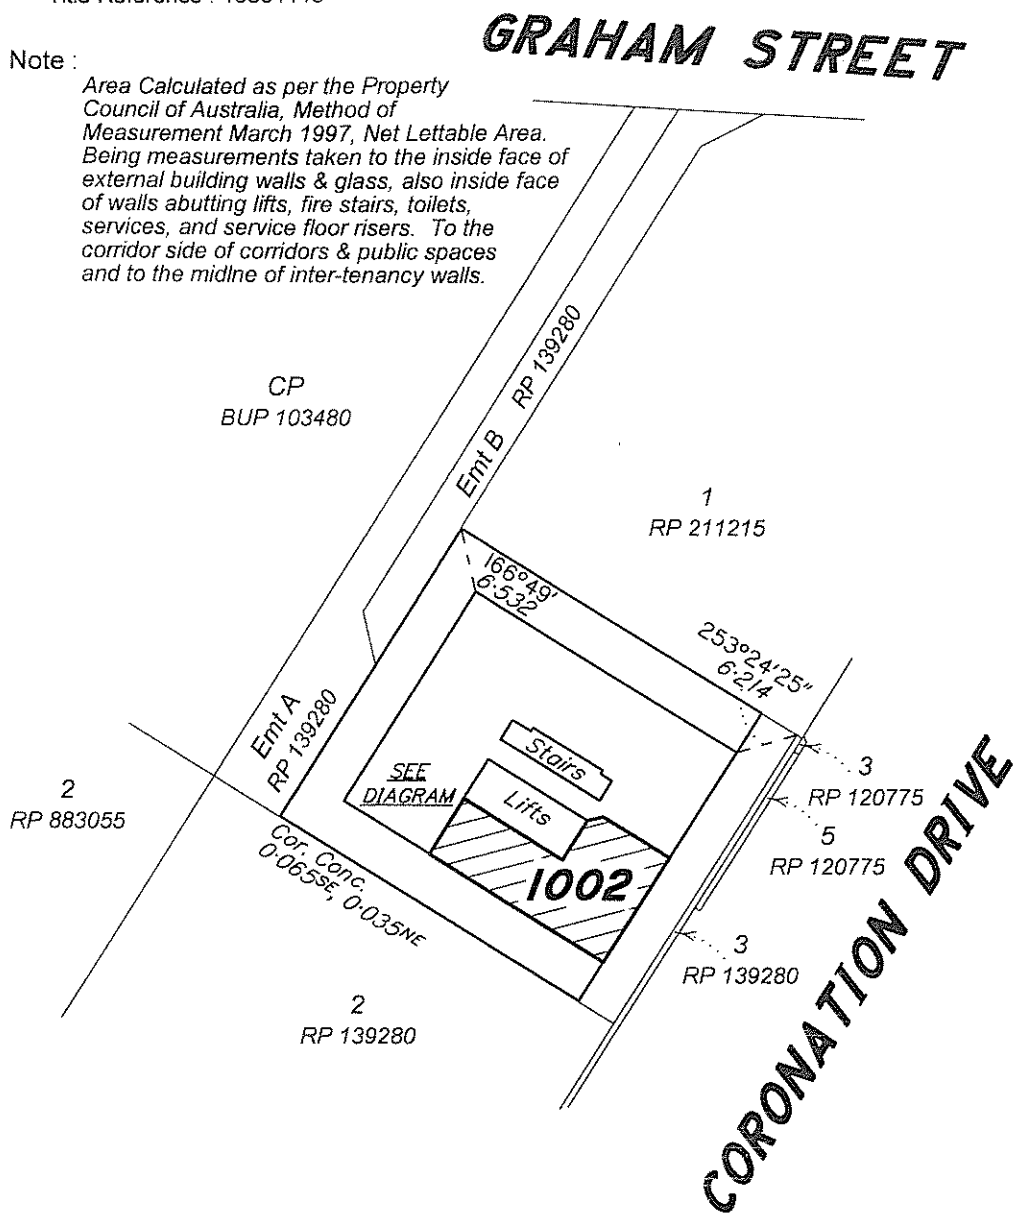 GRAHAM STREET
Note :
Area Calculated as per the Property
Council of Australia, Method of
Measurement March 1997, Net Lettable Area.
Being measurements taken to the inside face of
external building walls & glass, also inside face
of walls abutting lifts, fire stairs, toilets,
services, and service floor risers. To the
corridor side of corridors & public spaces
and to the midlne of inter-tenancy walls.
CP
BUP 103480
Emt B RP 139280
1
RP 211215
166°49'
6·532
253°24'25"
6·214
Emt A
RP 139280
2
RP 883055
SEE
DIAGRAM
Stairs
Lifts
1002
3
RP 120775
5
RP 120775
Cor. Conc.
0·065SE, 0·035NE
3
RP 139280
2
RP 139280
CORONATION DRIVE